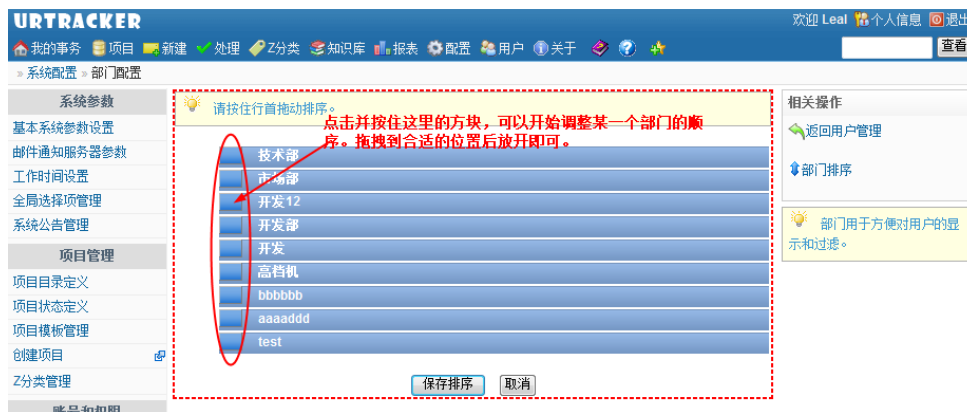 URTRACKER
欢迎 Leal 个人信息 退出
我的事务 项目 新建 处理 Z分类 知识库 报表 配置 用户 关于 查看
» 系统配置 » 部门配置
系统参数
基本系统参数设置
邮件通知服务器参数
工作时间设置
全局选择项管理
系统公告管理
项目管理
项目目录定义
项目状态定义
项目模板管理
创建项目
Z分类管理
账号和权限
请按住行首拖动排序。
点击并按住这里的方块，可以开始调整某一个部门的顺
序。拖拽到合适的位置后放开即可。
技术部
市场部
开发12
开发部
开发
高档机
bbbbbb
aaaaddd
test
保存排序 取消
相关操作
返回用户管理
部门排序
部门用于方便对用户的显
示和过滤。